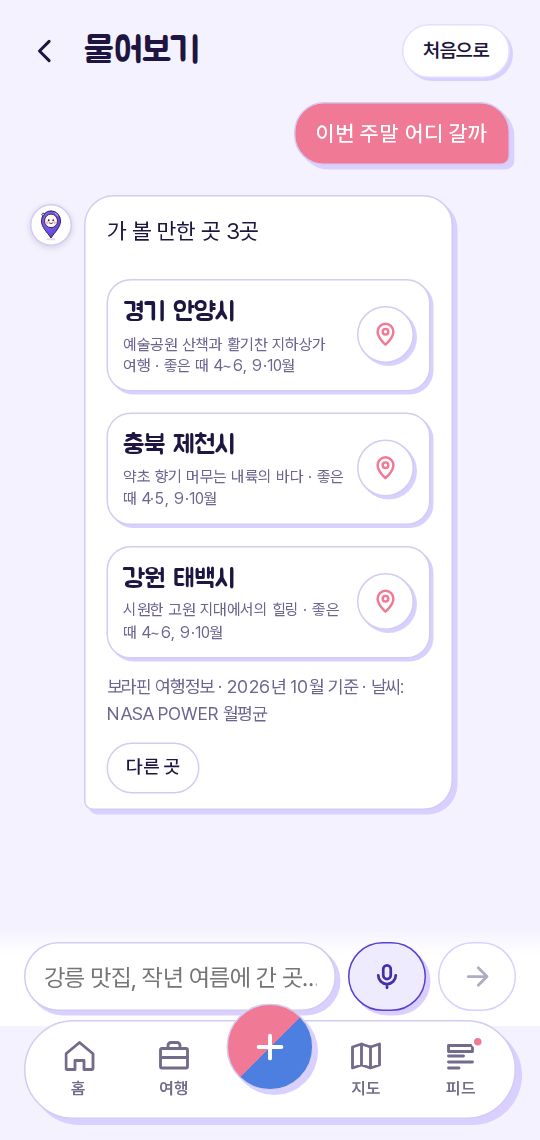 물어보기
처음으로
이번 주말 어디 갈까
가 볼 만한 곳 3곳
경기 안양시
예술공원 산책과 활기찬 지하상가
여행 · 좋은 때 4~6, 9·10월
충북 제천시
약초 향기 머무는 내륙의 바다 · 좋은
때 4·5, 9·10월
강원 태백시
시원한 고원 지대에서의 힐링 · 좋은
때 4~6, 9·10월
보라핀 여행정보 · 2026년 10월 기준 · 날씨:
NASA POWER 월평균
다른 곳
강릉 맛집, 작년 여름에 간 곳...
홈
여행
지도
피드